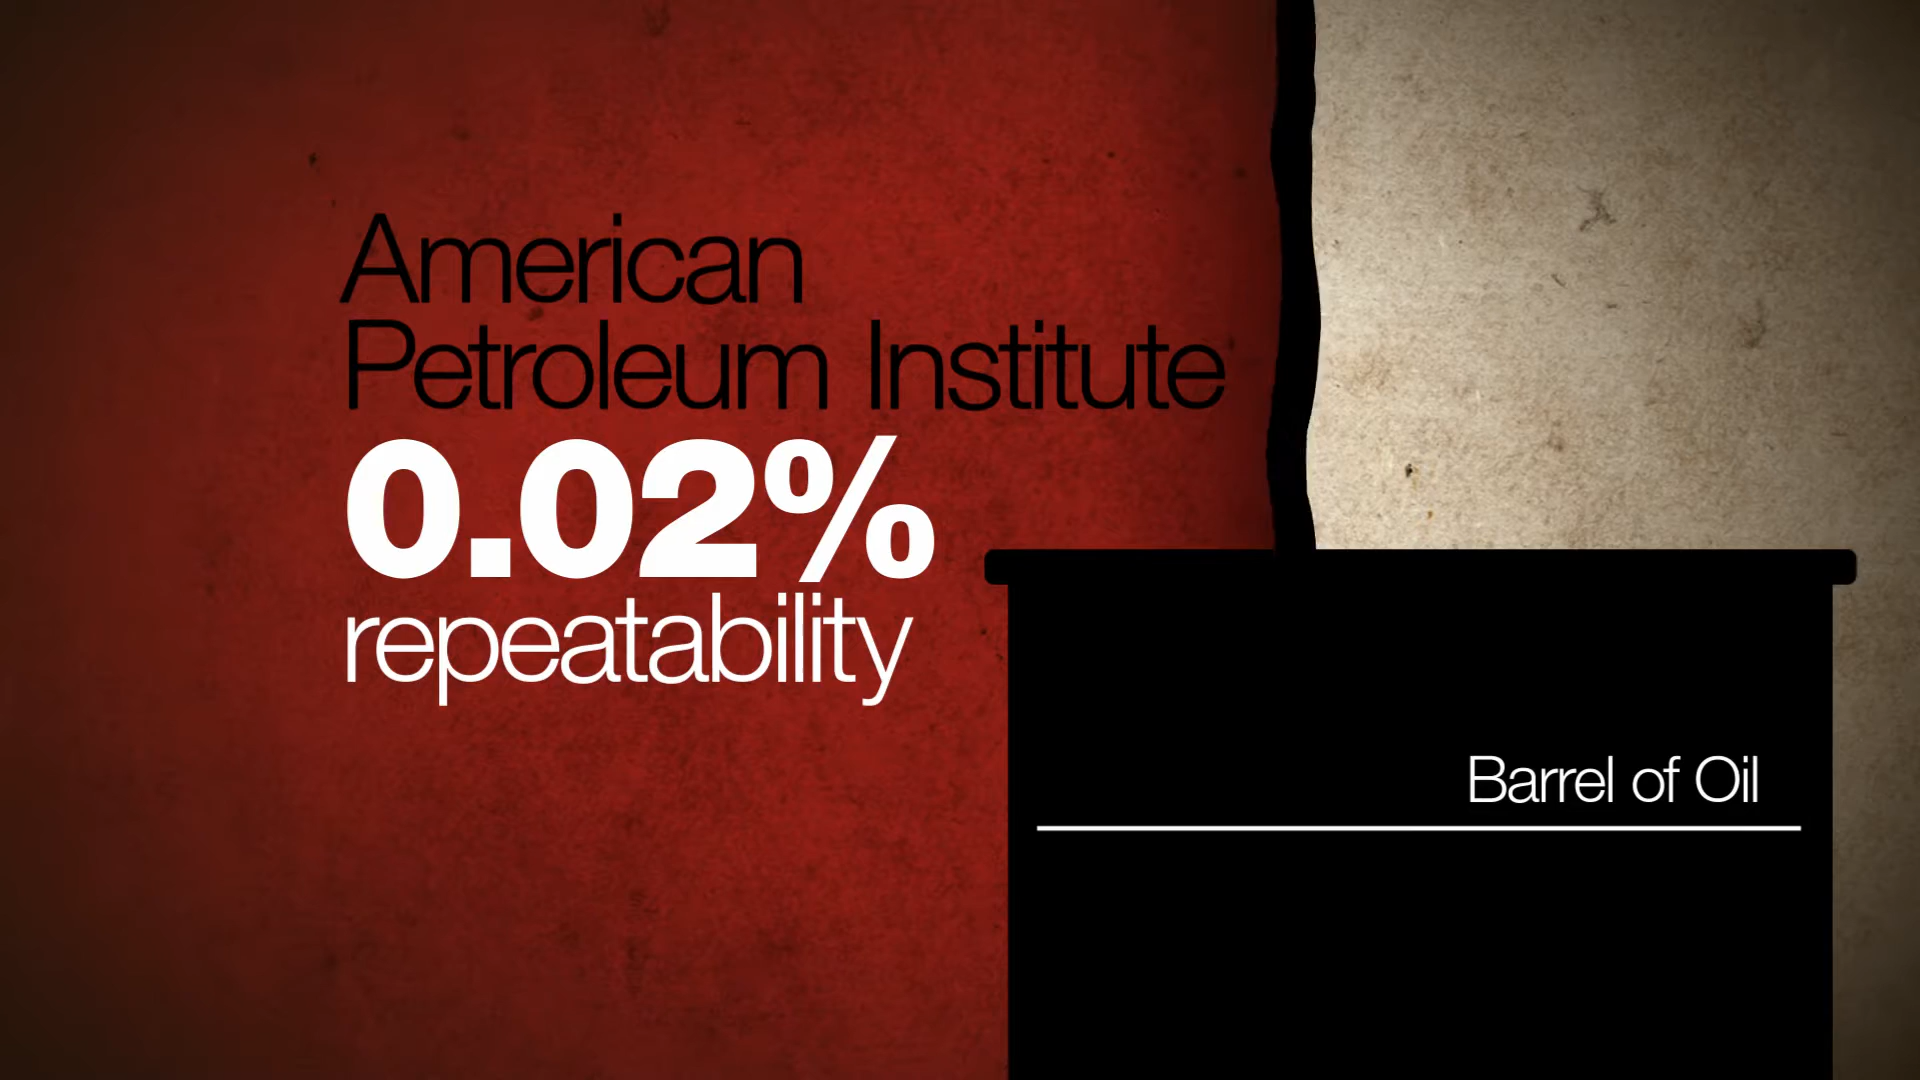 American
Petroleum Institute
0.02%
repeatability
Barrel of Oil